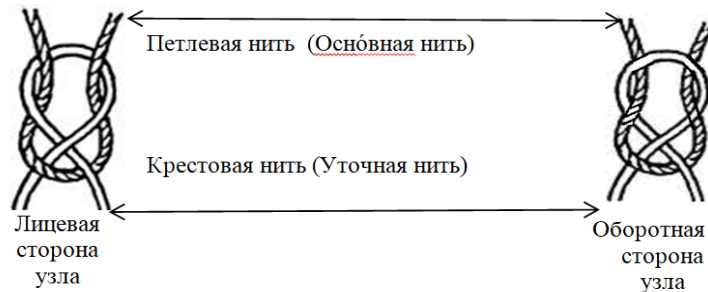 Петлевая нить (Осно́вная нить)
Крестовая нить (Уточная нить)
Лицевая
сторона
узла
Оборотная
сторона
узла